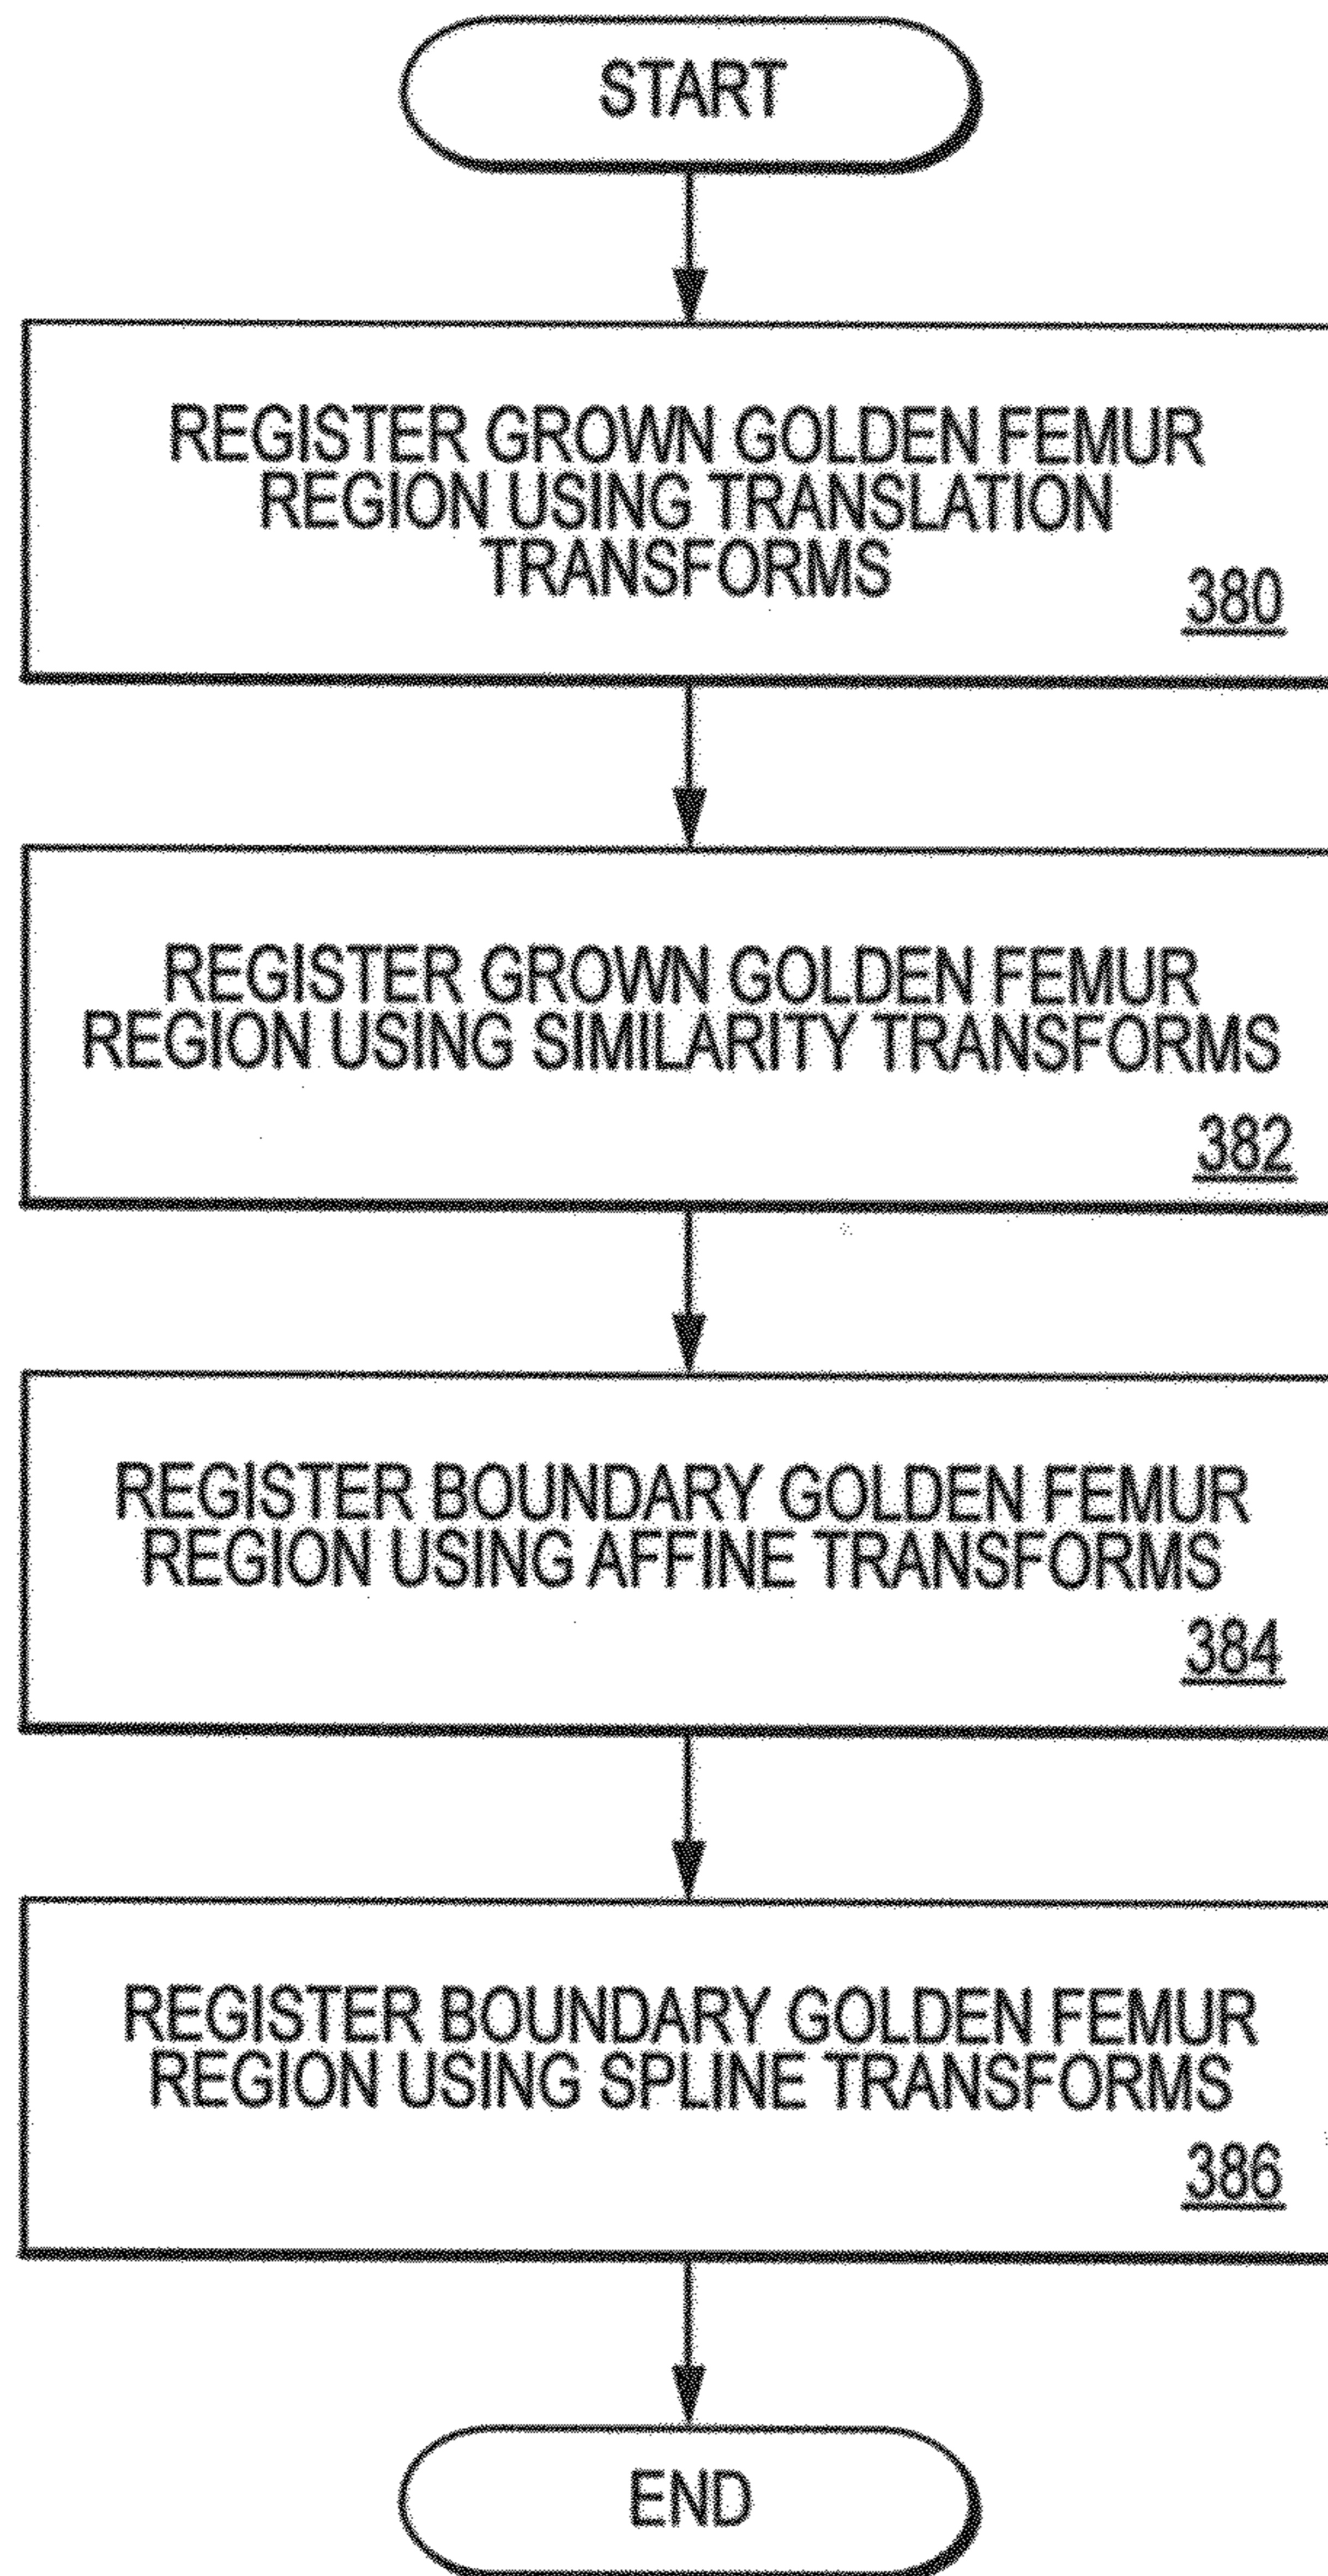 START
REGISTER GROWN GOLDEN FEMUR
REGION USING TRANSLATION
TRANSFORMS
380
REGISTER GROWN GOLDEN FEMUR
REGION USING SIMILARITY TRANSFORMS
382
REGISTER BOUNDARY GOLDEN FEMUR
REGION USING AFFINE TRANSFORMS
384
REGISTER BOUNDARY GOLDEN FEMUR
REGION USING SPLINE TRANSFORMS
386
END